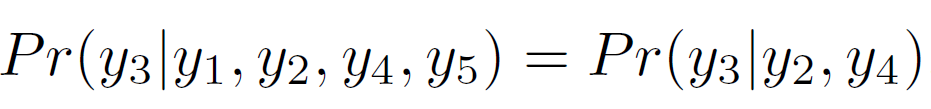 Pr(y₃|y₁, y₂, y₄, y₅) = Pr(y₃|y₂, y₄)